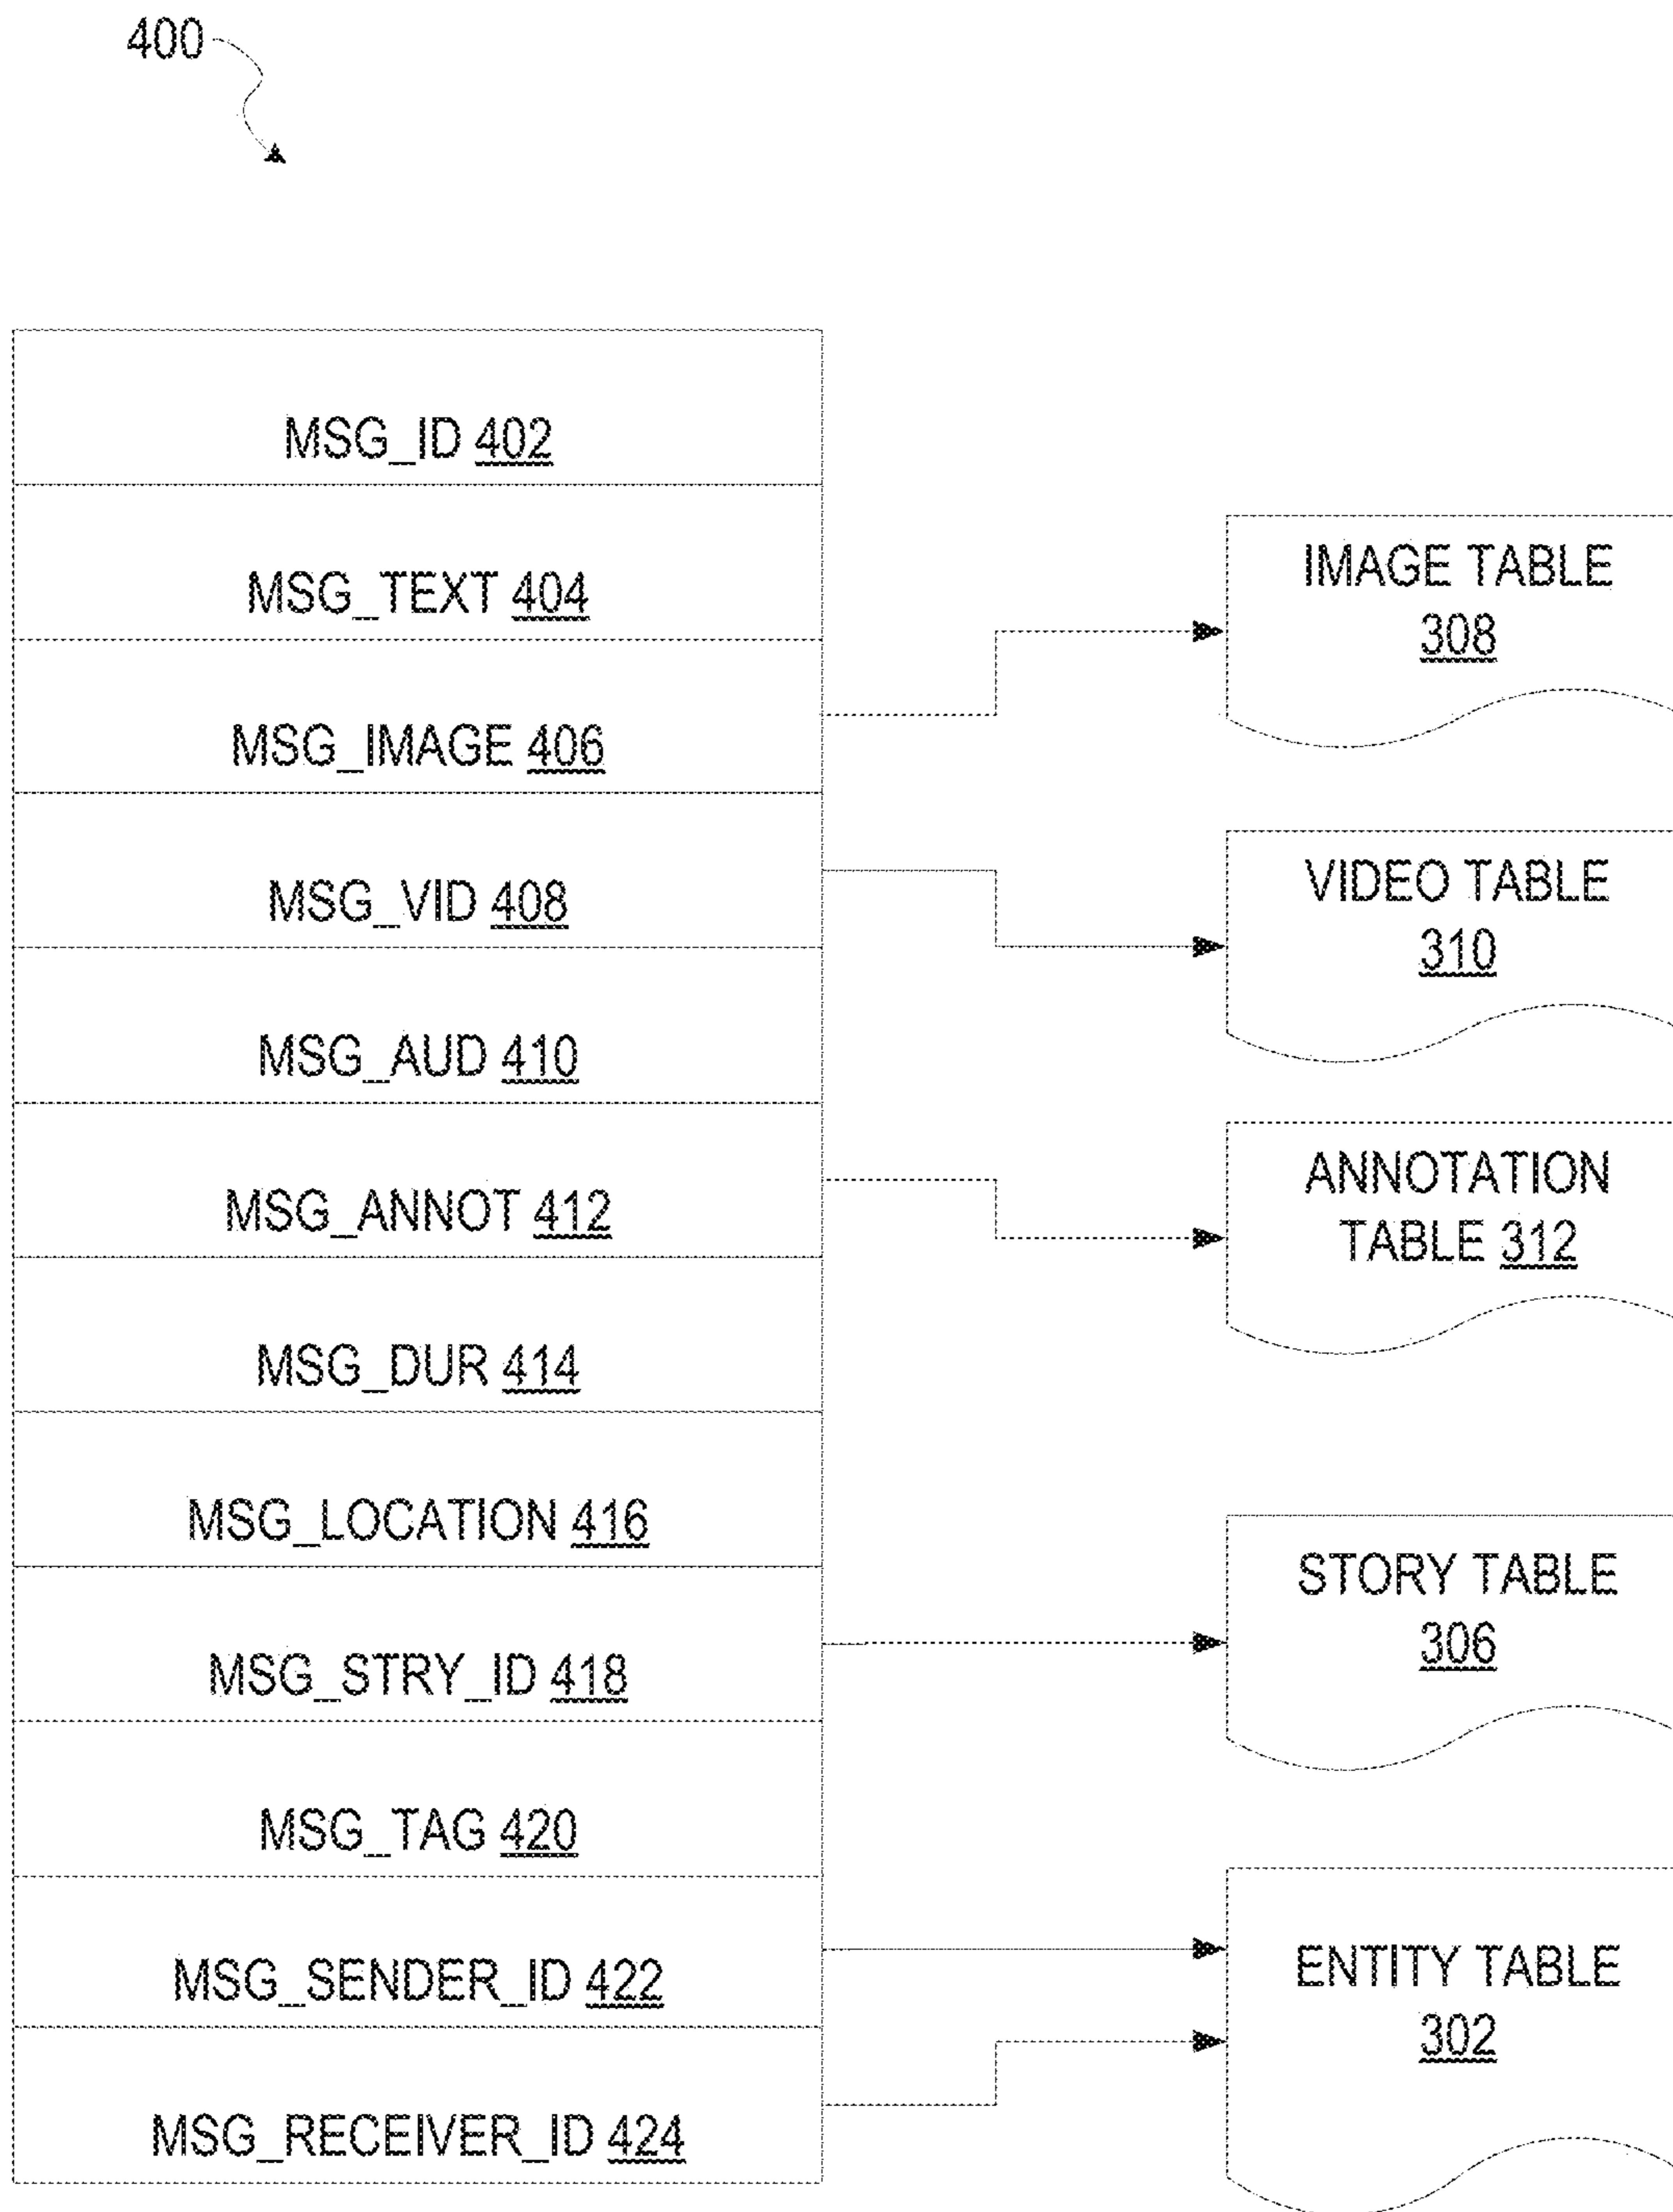 400
MSG_ID 402
MSG_TEXT 404
MSG_IMAGE 406
MSG_VID 408
MSG_AUD 410
MSG_ANNOT 412
MSG_DUR 414
MSG_LOCATION 416
MSG_STRY_ID 418
MSG_TAG 420
MSG_SENDER_ID 422
MSG_RECEIVER_ID 424
IMAGE TABLE
308
VIDEO TABLE
310
ANNOTATION
TABLE 312
STORY TABLE
306
ENTITY TABLE
302